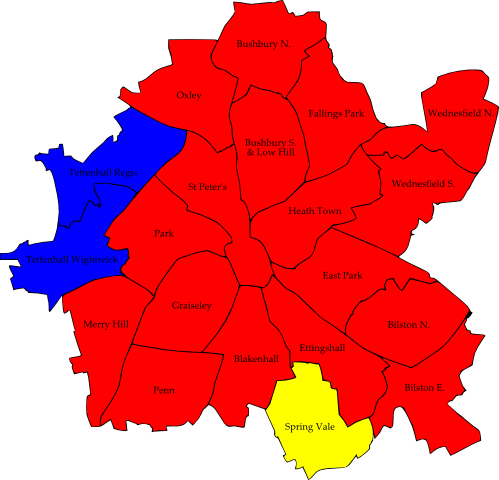 Bushbury N.
Oxley
Fallings Park
Wednesfield N.
Bushbury S.
& Low Hill
Tettenhall Regis
St Peter's
Wednesfield S.
Heath Town
Park
Tettenhall Wightwick
East Park
Graiseley
Merry Hill
Bilston N.
Ettingshall
Blakenhall
Penn
Bilston E.
Spring Vale